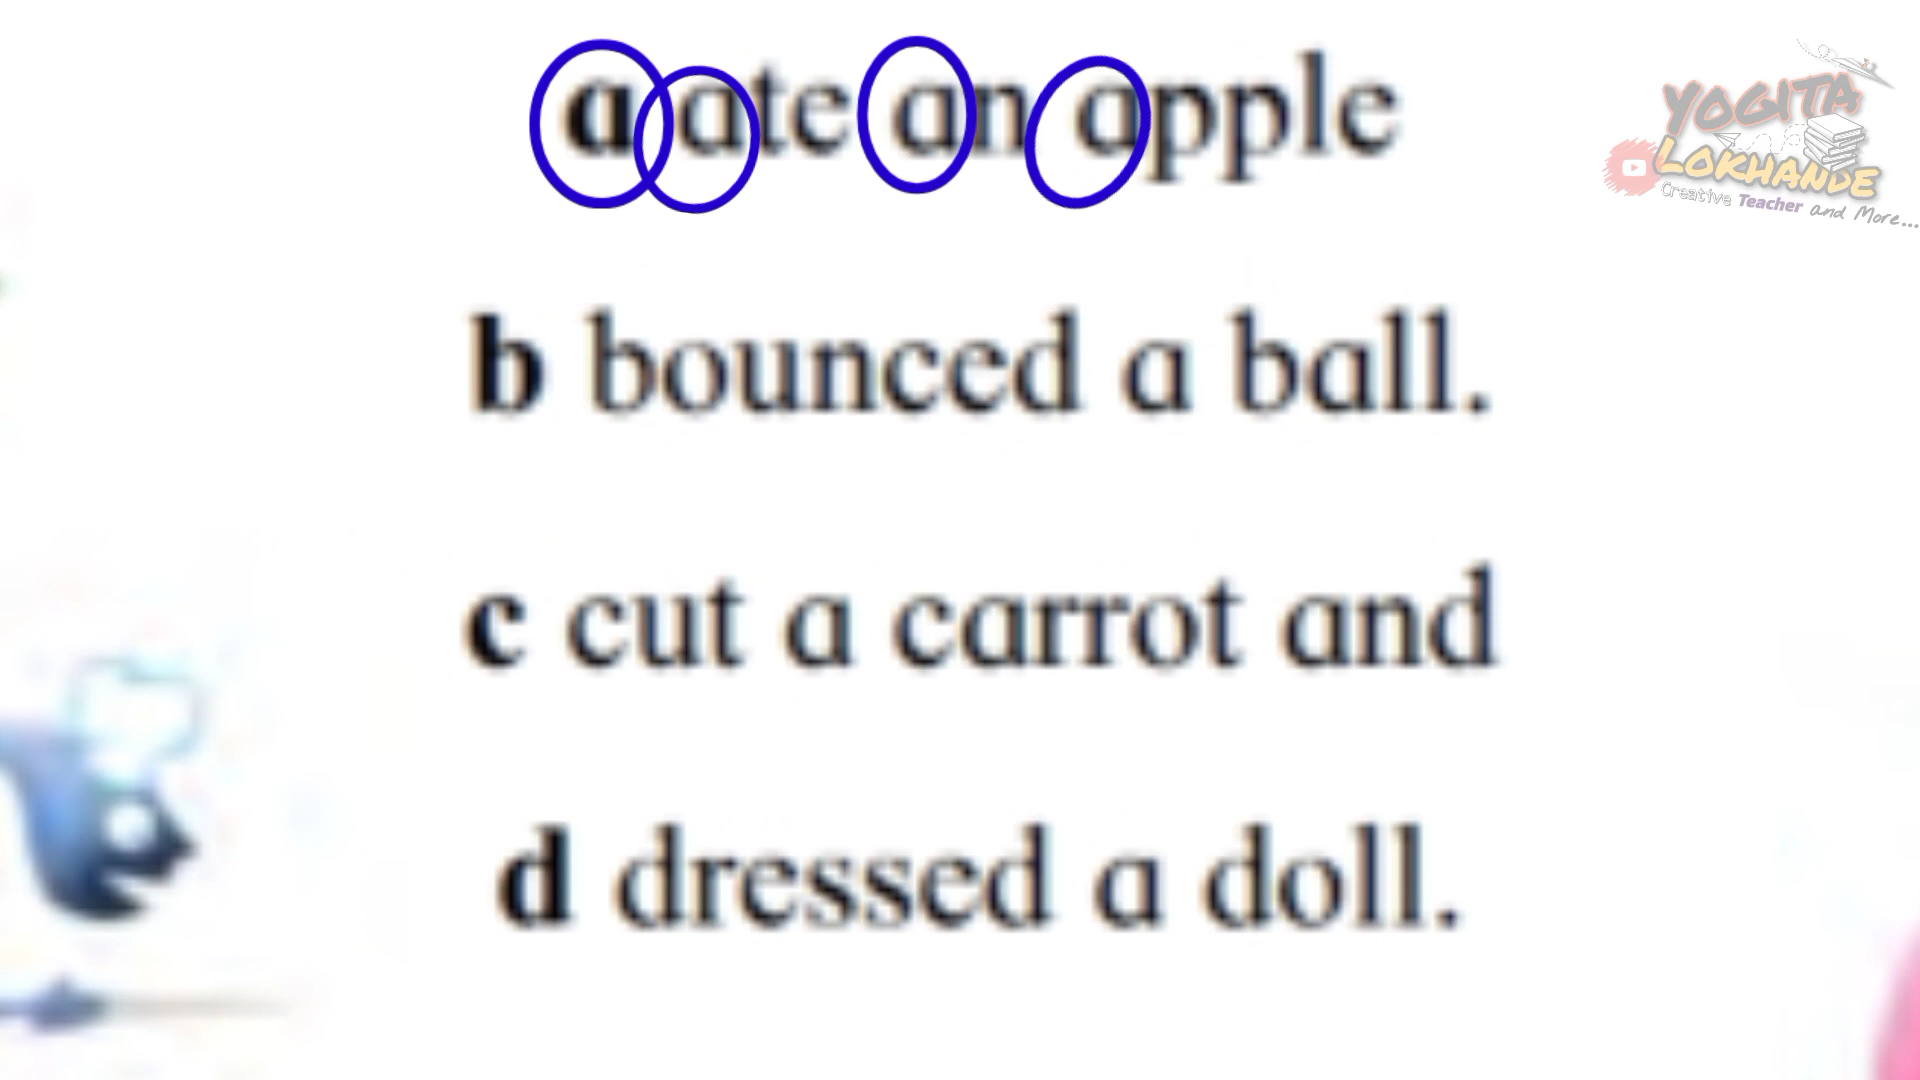 a ate an apple
b bounced a ball.
c cut a carrot and
d dressed a doll.
YOGITA
LOKHANDE
Creative Teacher and More...